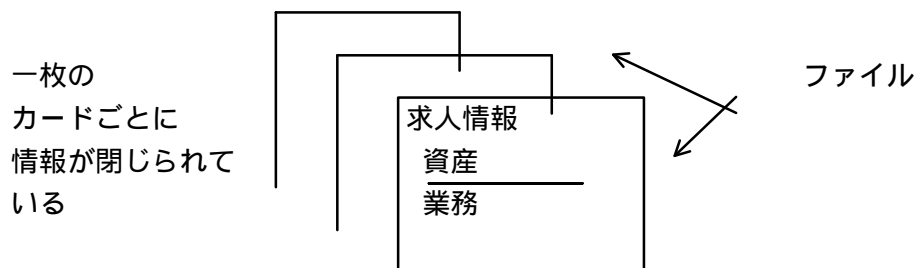 一枚の
カードごとに
情報が閉じられて
いる
求人情報
資産
業務
ファイル